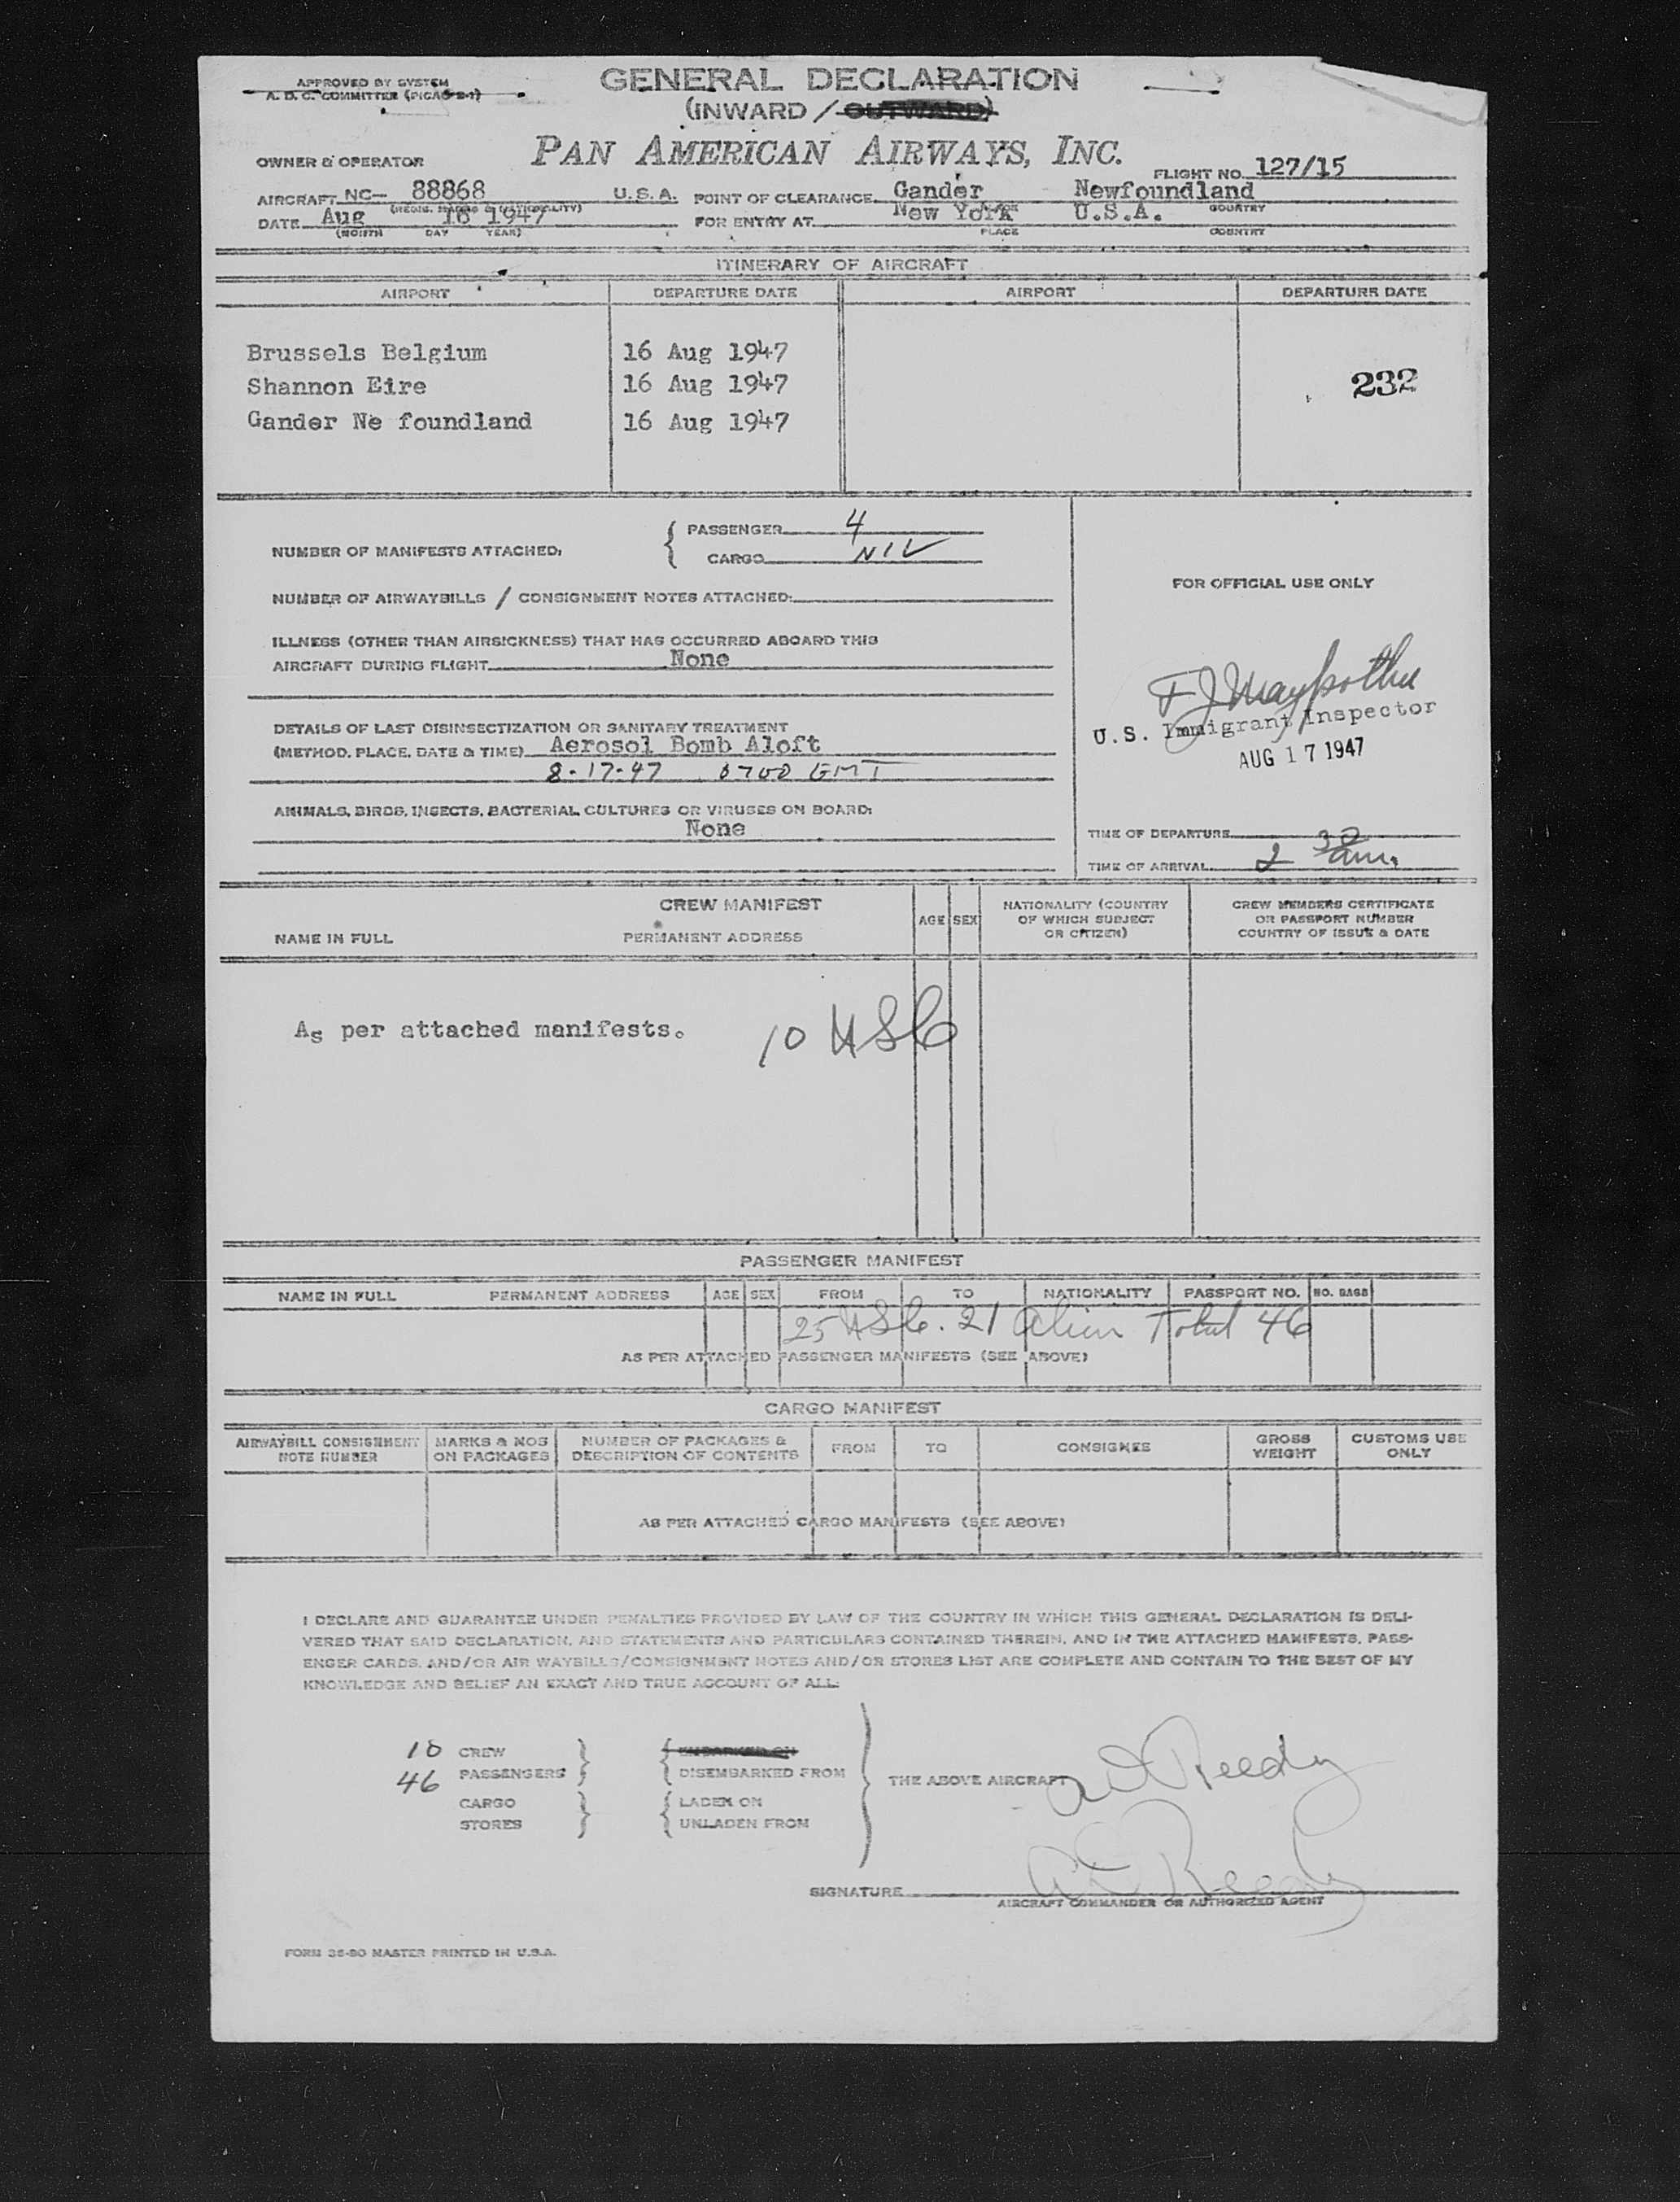 APPROVED BY SYSTEM
A. D. C. COMMITTEE (PICAO 2-1)
GENERAL DECLARATION
(INWARD / OUTWARD)
OWNER & OPERATOR PAN AMERICAN AIRWAYS, INC. FLIGHT NO. 127/15
AIRCRAFT NC- 88868 U.S.A. POINT OF CLEARANCE Gander Newfoundland
DATE Aug 16 1947 FOR ENTRY AT New York U.S.A. COUNTRY
(MONTH DAY YEAR) PLACE COUNTRY
ITINERARY OF AIRCRAFT
AIRPORT DEPARTURE DATE AIRPORT DEPARTURE DATE
Brussels Belgium 16 Aug 1947
Shannon Eire 16 Aug 1947 232
Gander Ne foundland 16 Aug 1947
NUMBER OF MANIFESTS ATTACHED: PASSENGER 4
CARGO NIL
FOR OFFICIAL USE ONLY
NUMBER OF AIRWAYBILLS / CONSIGNMENT NOTES ATTACHED:
ILLNESS (OTHER THAN AIRSICKNESS) THAT HAS OCCURRED ABOARD THIS
AIRCRAFT DURING FLIGHT None
DETAILS OF LAST DISINSECTIZATION OR SANITARY TREATMENT
(METHOD, PLACE, DATE & TIME) Aerosol Bomb Aloft
8-17-47 0700 GMT
U.S. Immigrant Inspector
AUG 17 1947
ANIMALS, BIRDS, INSECTS, BACTERIAL CULTURES OR VIRUSES ON BOARD:
None
TIME OF DEPARTURE
TIME OF ARRIVAL 2 30 am.
CREW MANIFEST
NAME IN FULL PERMANENT ADDRESS AGE SEX NATIONALITY (COUNTRY OF WHICH SUBJECT OR CITIZEN) CREW MEMBERS CERTIFICATE OR PASSPORT NUMBER COUNTRY OF ISSUE & DATE
As per attached manifests. 10 USC
PASSENGER MANIFEST
NAME IN FULL PERMANENT ADDRESS AGE SEX FROM TO NATIONALITY PASSPORT NO. NO. BAGS
25 USC. 21 Alien Total 46
AS PER ATTACHED PASSENGER MANIFESTS (SEE ABOVE)
CARGO MANIFEST
AIRWAYBILL CONSIGNMENT NOTE NUMBER MARKS & NOS ON PACKAGES NUMBER OF PACKAGES & DESCRIPTION OF CONTENTS FROM TO CONSIGNEE GROSS WEIGHT CUSTOMS USE ONLY
AS PER ATTACHED CARGO MANIFESTS (SEE ABOVE)
I DECLARE AND GUARANTEE UNDER PENALTIES PROVIDED BY LAW OF THE COUNTRY IN WHICH THIS GENERAL DECLARATION IS DELI-
VERED THAT SAID DECLARATION, AND STATEMENTS AND PARTICULARS CONTAINED THEREIN, AND IN THE ATTACHED MANIFESTS, PASS-
ENGER CARDS, AND/OR AIR WAYBILLS/CONSIGNMENT NOTES AND/OR STORES LIST ARE COMPLETE AND CONTAIN TO THE BEST OF MY
KNOWLEDGE AND BELIEF AN EXACT AND TRUE ACCOUNT OF ALL:
10 CREW EMBARKED ON
46 PASSENGERS DISEMBARKED FROM THE ABOVE AIRCRAFT
CARGO LADEN ON
STORES UNLADEN FROM
SIGNATURE
AIRCRAFT COMMANDER OR AUTHORIZED AGENT
FORM 36-90 MASTER PRINTED IN U.S.A.